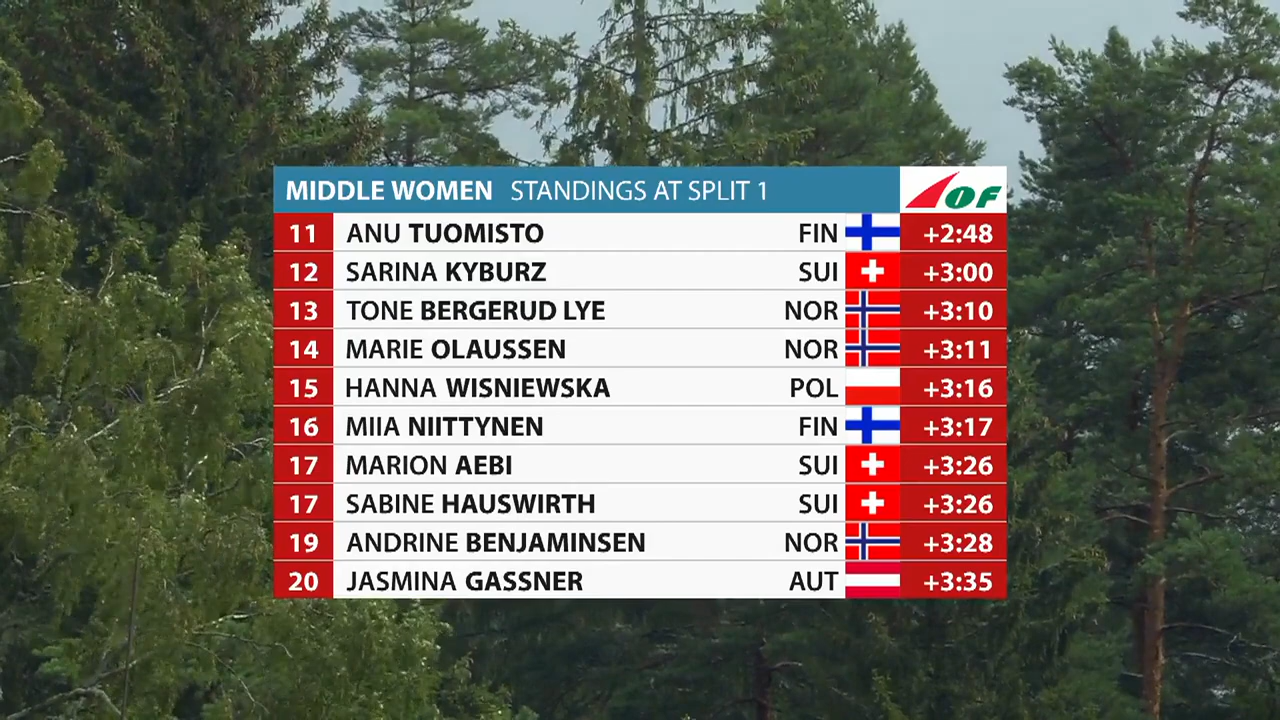 MIDDLE WOMEN STANDINGS AT SPLIT 1 IOF
11 ANU TUOMISTO FIN +2:48
12 SARINA KYBURZ SUI +3:00
13 TONE BERGERUD LYE NOR +3:10
14 MARIE OLAUSSEN NOR +3:11
15 HANNA WISNIEWSKA POL +3:16
16 MIIA NIITTYNEN FIN +3:17
17 MARION AEBI SUI +3:26
17 SABINE HAUSWIRTH SUI +3:26
19 ANDRINE BENJAMINSEN NOR +3:28
20 JASMINA GASSNER AUT +3:35